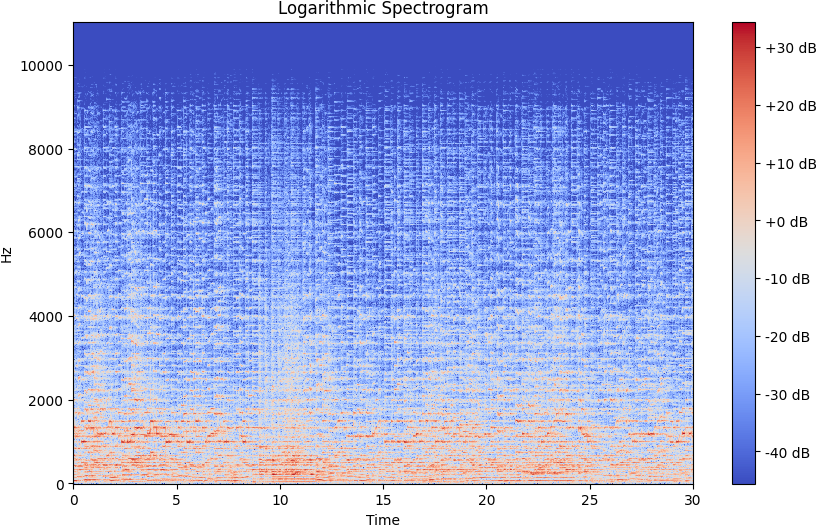 Logarithmic Spectrogram
Hz
10000
8000
6000
4000
2000
0
0 5 10 15 20 25 30
Time
+30 dB
+20 dB
+10 dB
+0 dB
-10 dB
-20 dB
-30 dB
-40 dB